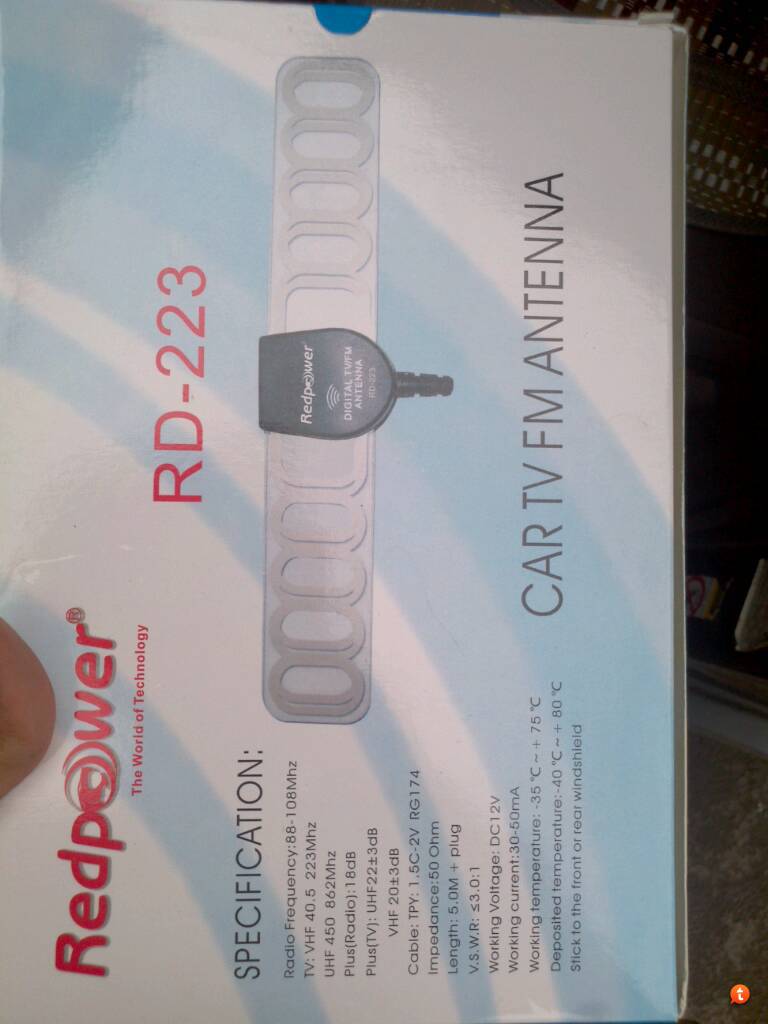 Redpower®
The World of Technology
RD-223
Redpower
DIGITAL TV/FM
ANTENNA
RD-223
CAR TV FM ANTENNA
SPECIFICATION:
Radio Frequency:88-108Mhz
TV: VHF 40.5 223Mhz
UHF 450 862Mhz
Plus(Radio):18dB
Plus(TV): UHF22±3dB
VHF 20±3dB
Cable: TPY: 1.5C-2V RG174
Impedance:50 Ohm
Length: 5.0M + plug
V.S.W.R: ≤3.0:1
Working Voltage: DC12V
Working current:30-50mA
Working temperature: -35 ℃ ~ + 75 ℃
Deposited temperature:-40 ℃ ~ + 80 ℃
Stick to the front or rear windshield
t